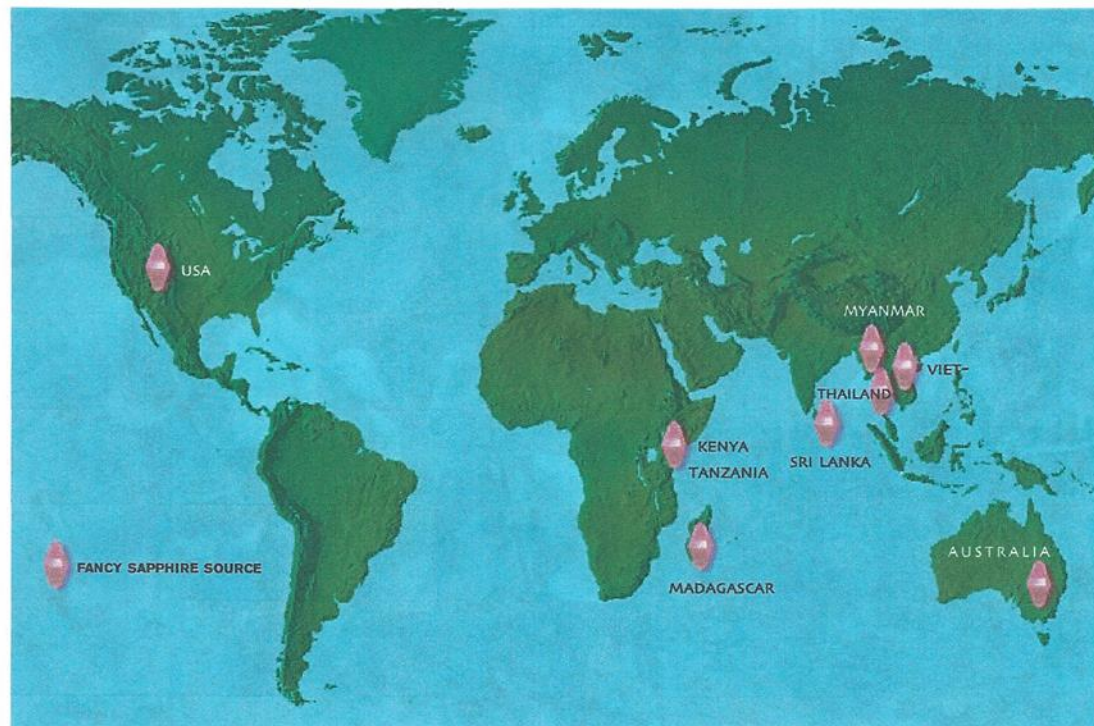 USA
MYANMAR
VIET-
THAILAND
KENYA
TANZANIA
SRI LANKA
MADAGASCAR
AUSTRALIA
FANCY SAPPHIRE SOURCE